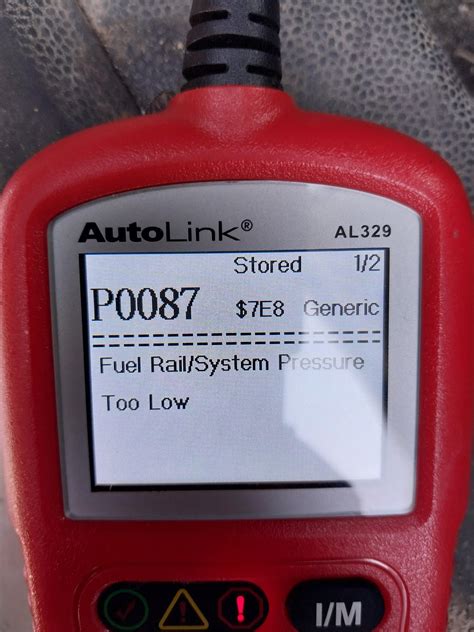 AutoLink® AL329
Stored 1/2
P0087 $7E8 Generic
Fuel Rail/System Pressure
Too Low
I/M